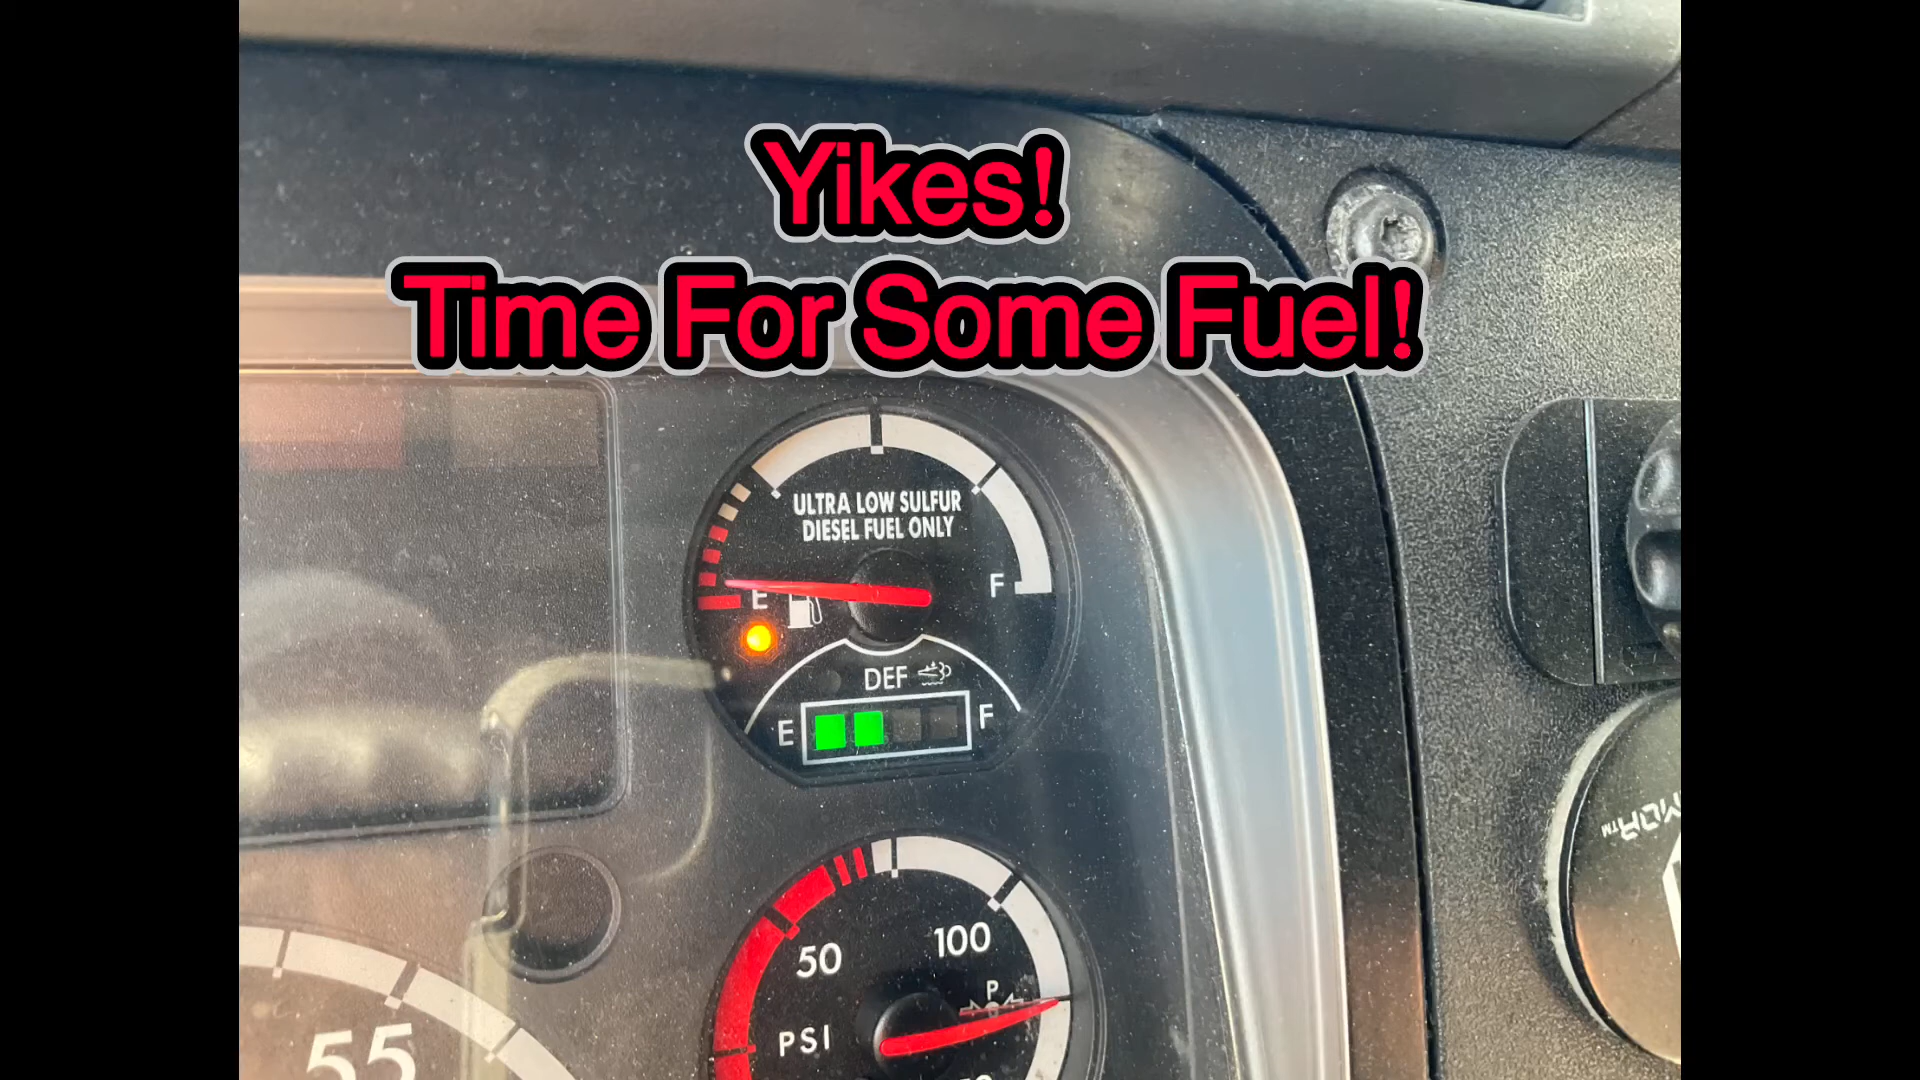 Yikes!
Time For Some Fuel!
ULTRA LOW SULFUR
DIESEL FUEL ONLY
E
F
DEF
E
F
50
100
P
PSI
55